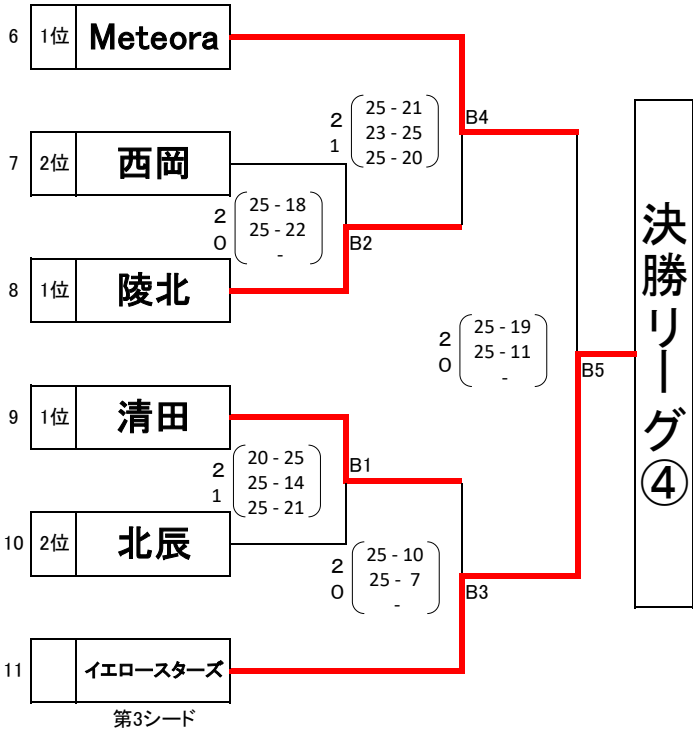 6 1位 Meteora
2 25 - 21 B4
23 - 25
1 25 - 20
7 2位 西岡
2 25 - 18
0 25 - 22 B2
-
8 1位 陵北
決勝リーグ④
2 25 - 19
0 25 - 11 B5
-
9 1位 清田
2 20 - 25 B1
25 - 14
1 25 - 21
10 2位 北辰
2 25 - 10
0 25 - 7 B3
-
11 イエロースターズ
第3シード